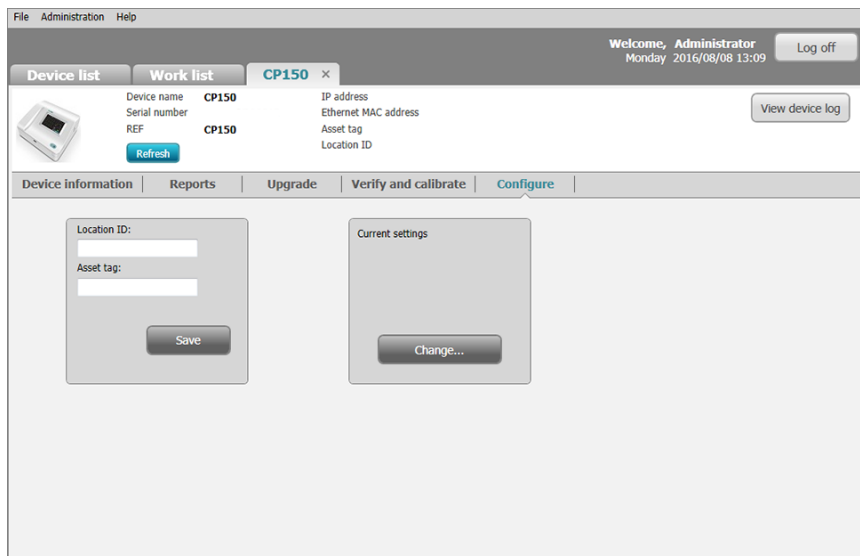 File Administration Help
Welcome, Administrator
Monday 2016/08/08 13:09
Log off
Device list
Work list
CP150 ×
Device name CP150
Serial number
REF CP150
Refresh
IP address
Ethernet MAC address
Asset tag
Location ID
View device log
Device information Reports Upgrade Verify and calibrate Configure
Location ID:
Asset tag:
Save
Current settings
Change...